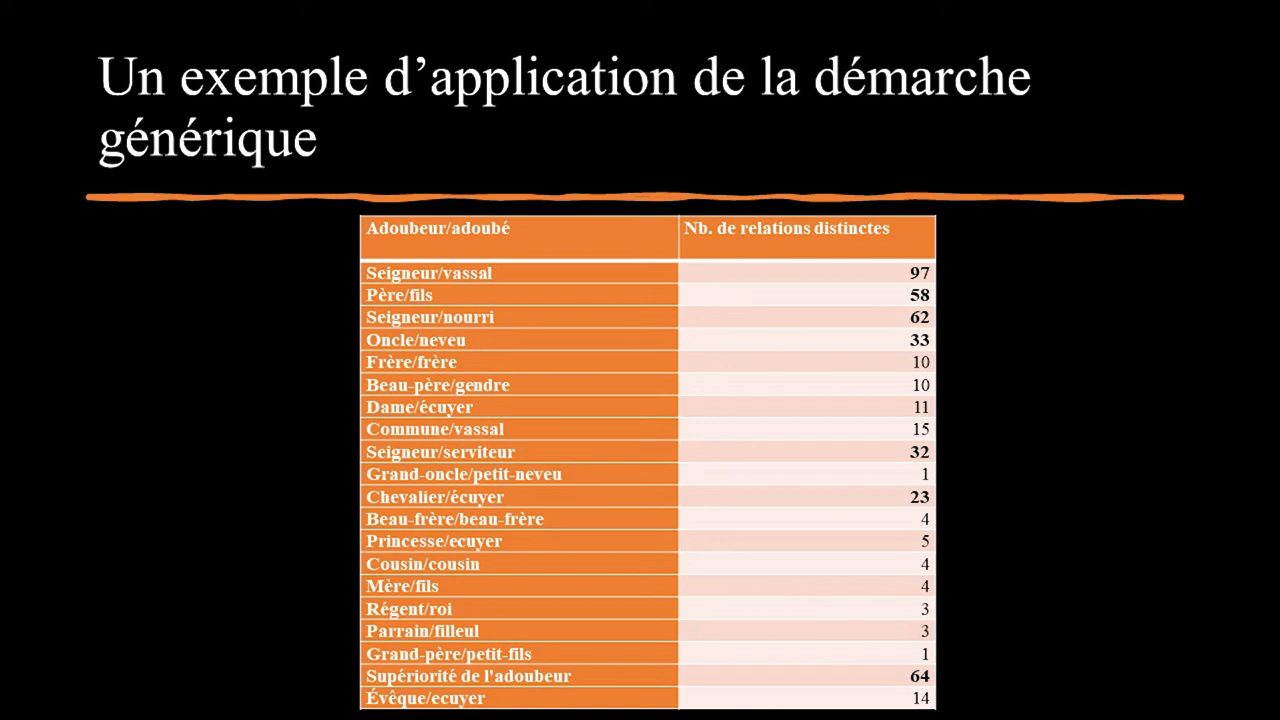 Un exemple d’application de la démarche
générique
Adoubeur/adoubé Nb. de relations distinctes
Seigneur/vassal 97
Père/fils 58
Seigneur/nourri 62
Oncle/neveu 33
Frère/frère 10
Beau-père/gendre 10
Dame/écuyer 11
Commune/vassal 15
Seigneur/serviteur 32
Grand-oncle/petit-neveu 1
Chevalier/écuyer 23
Beau-frère/beau-frère 4
Princesse/ecuyer 5
Cousin/cousin 4
Mère/fils 4
Régent/roi 3
Parrain/filleul 3
Grand-père/petit-fils 1
Supériorité de l'adoubeur 64
Évêque/ecuyer 14